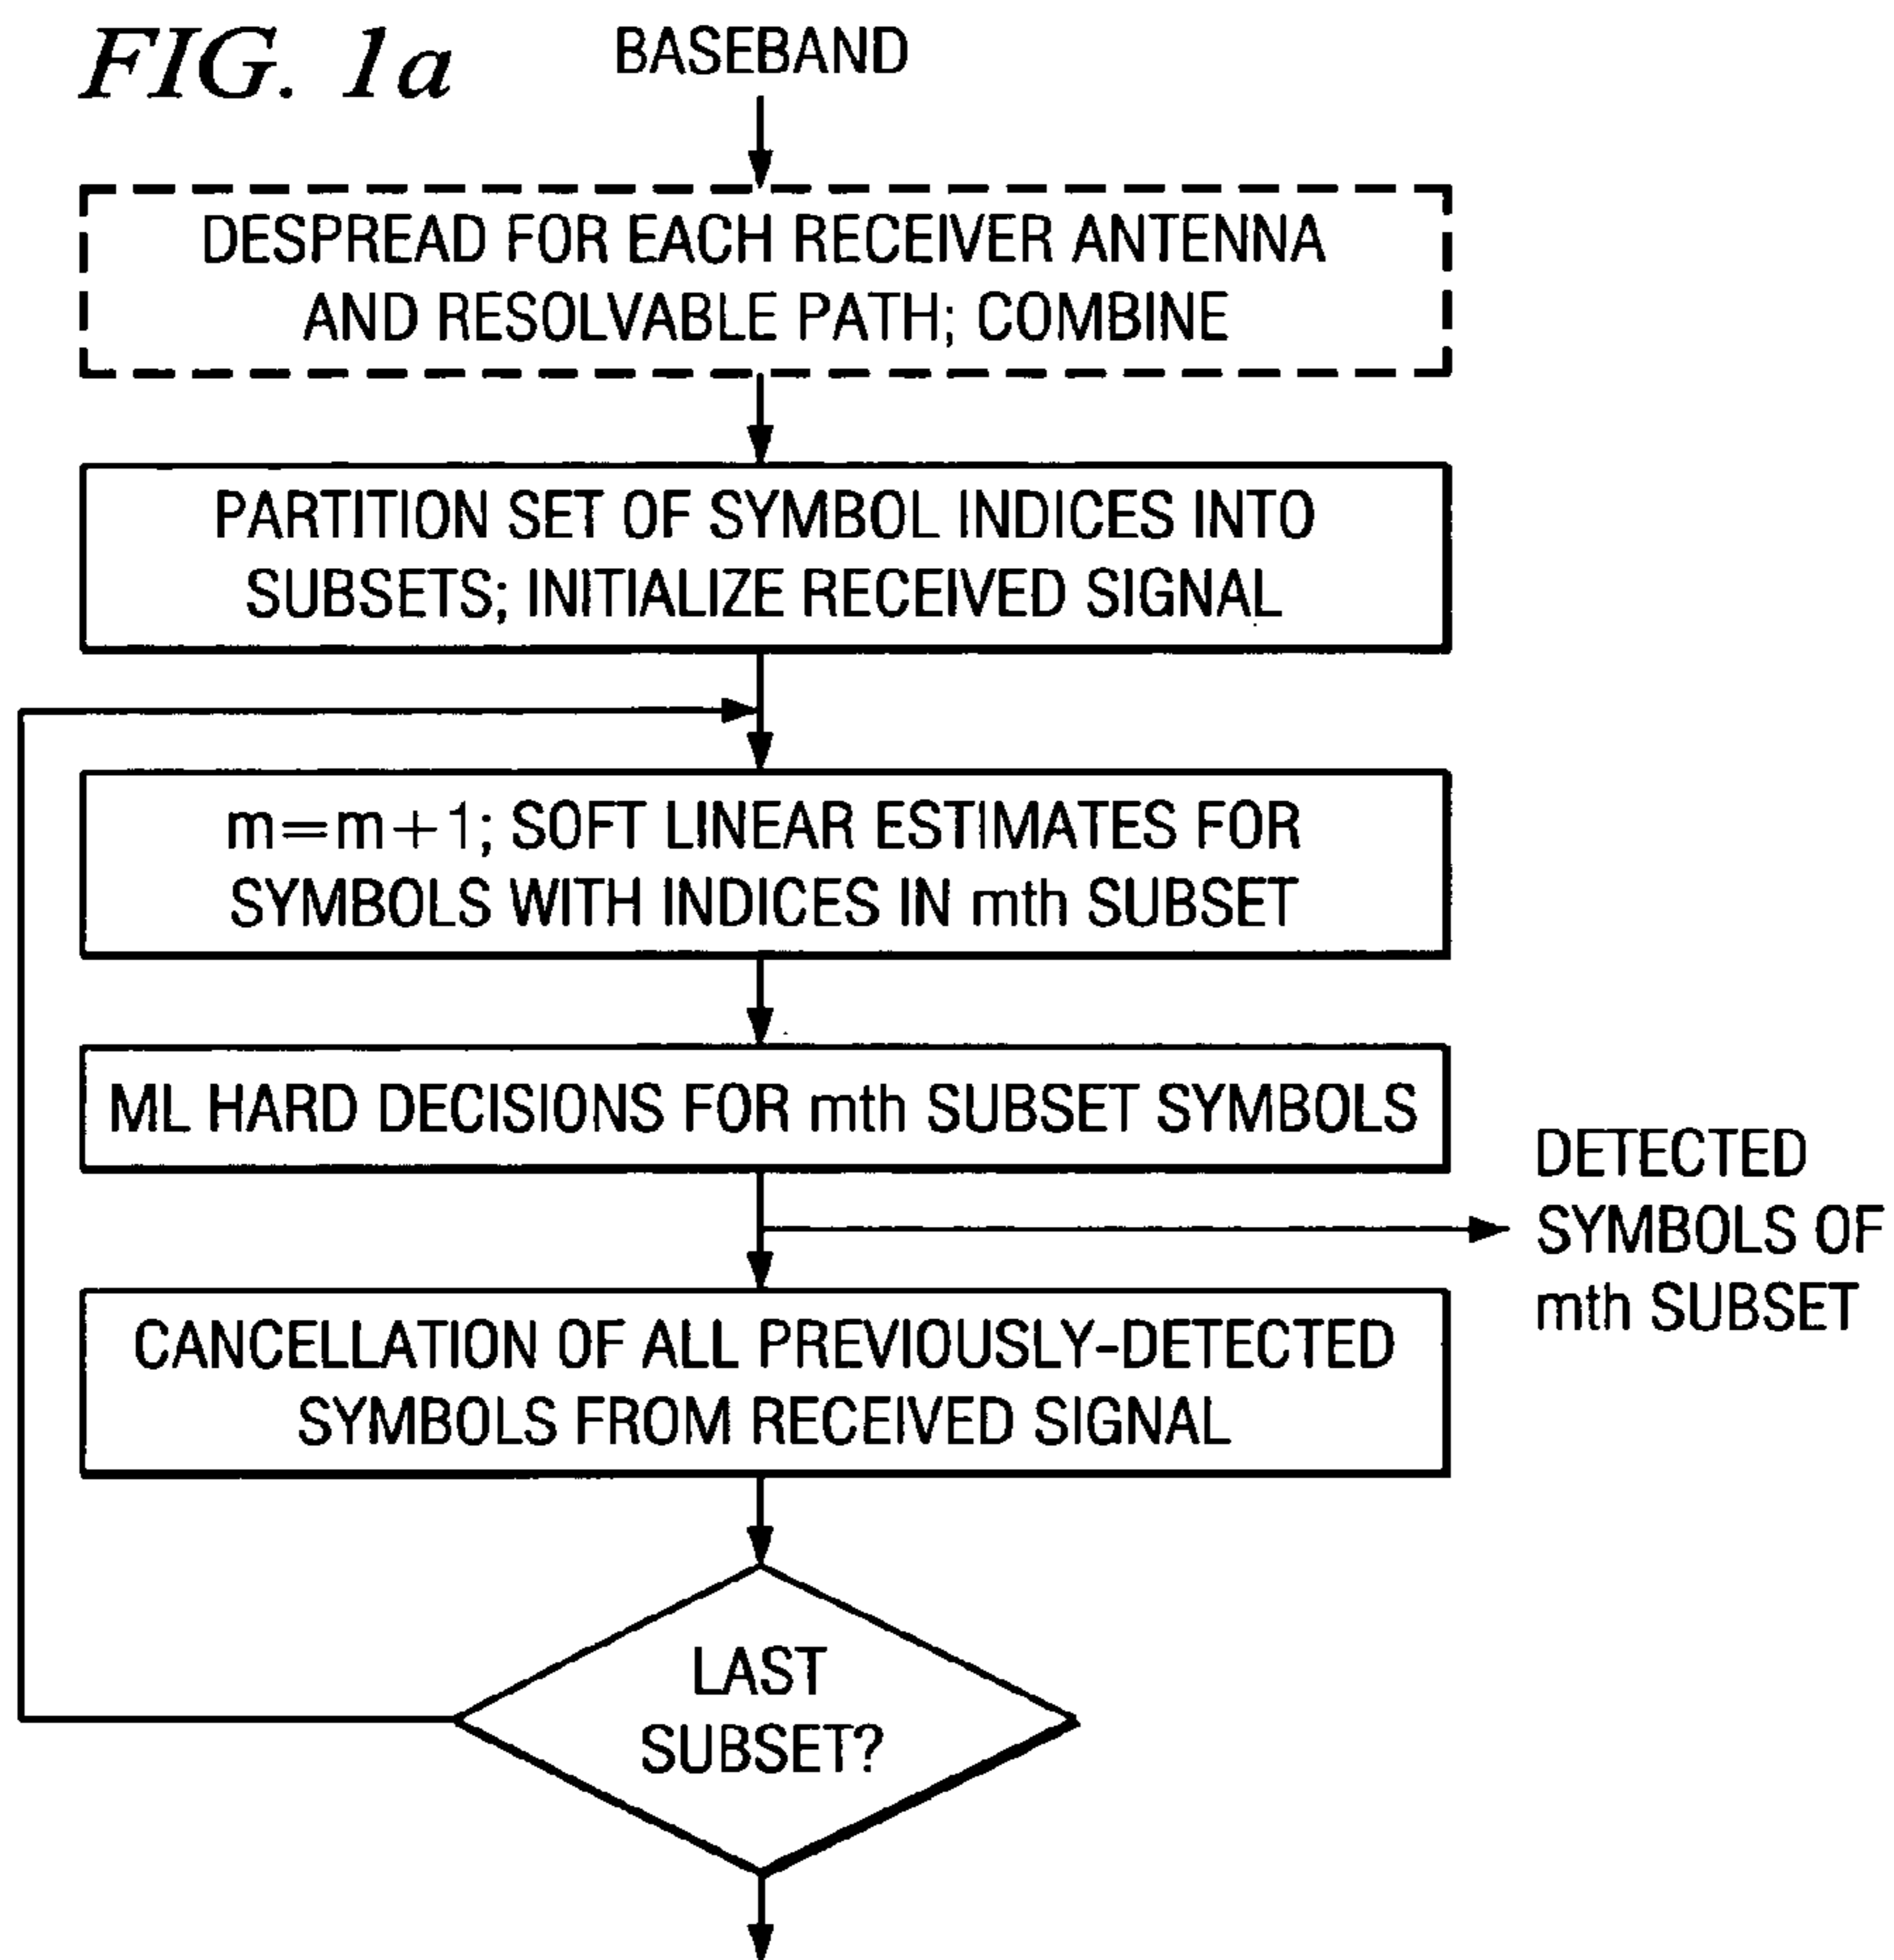 FIG. 1a
BASEBAND
DESPREAD FOR EACH RECEIVER ANTENNA
AND RESOLVABLE PATH; COMBINE
PARTITION SET OF SYMBOL INDICES INTO
SUBSETS; INITIALIZE RECEIVED SIGNAL
m=m+1; SOFT LINEAR ESTIMATES FOR
SYMBOLS WITH INDICES IN mth SUBSET
ML HARD DECISIONS FOR mth SUBSET SYMBOLS
DETECTED
SYMBOLS OF
mth SUBSET
CANCELLATION OF ALL PREVIOUSLY-DETECTED
SYMBOLS FROM RECEIVED SIGNAL
LAST
SUBSET?